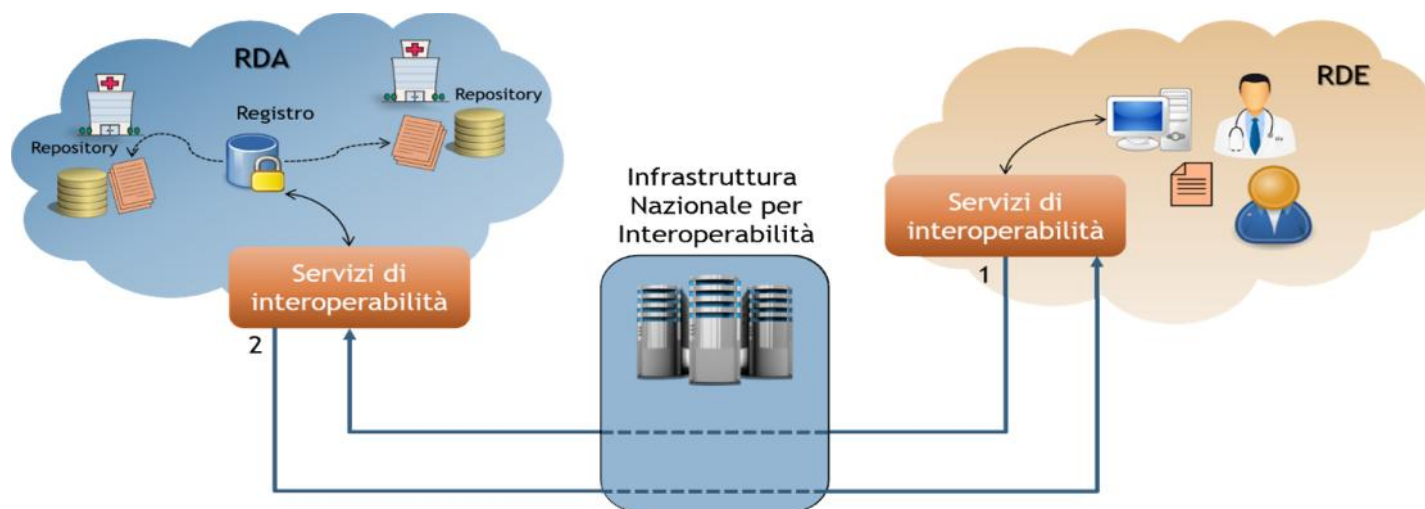 RDA
Repository
Registro
Repository
Servizi di
interoperabilità
2
Infrastruttura
Nazionale per
Interoperabilità
RDE
Servizi di
interoperabilità
1